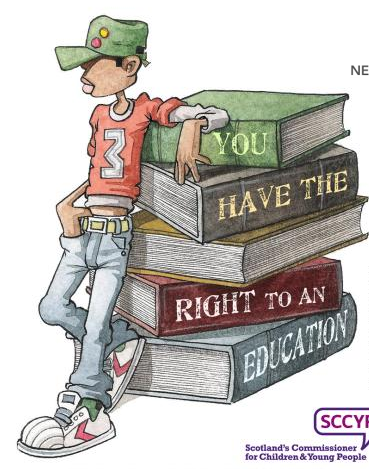 NE
YOU
3
HAVE THE
RIGHT TO AN
EDUCATION
SCCYP
Scotland's Commissioner
for Children & Young People